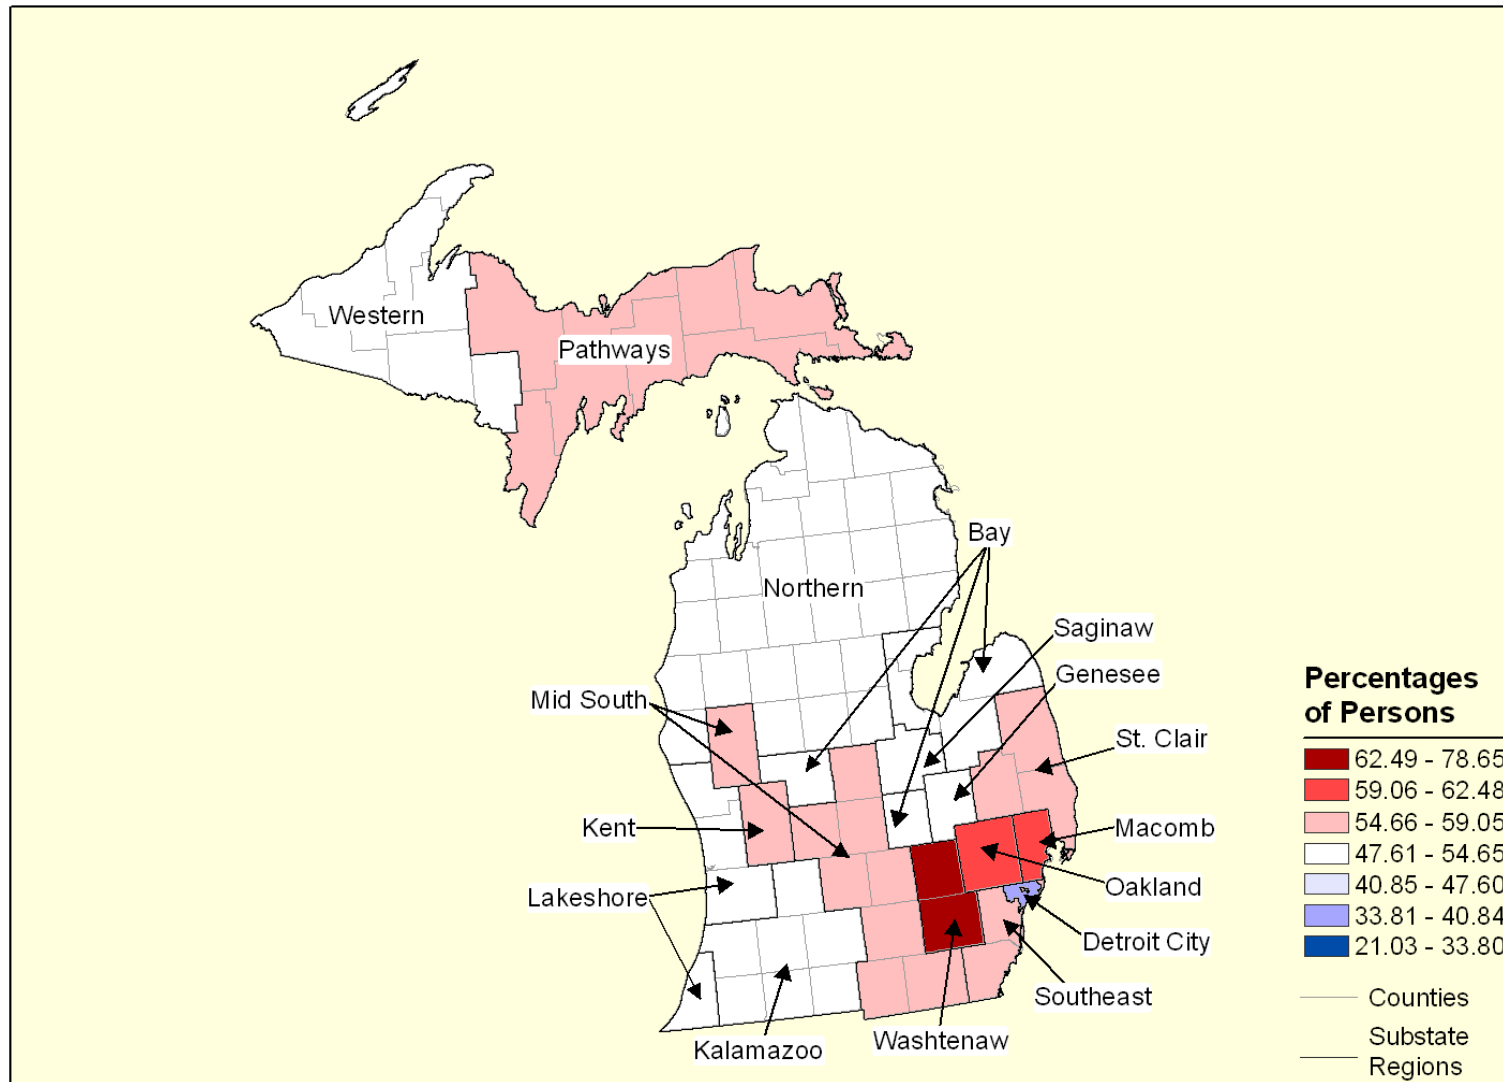 Western
Pathways
Bay
Northern
Saginaw
Genesee
Mid South
St. Clair
Kent
Macomb
Oakland
Lakeshore
Detroit City
Southeast
Washtenaw
Kalamazoo
Percentages
of Persons
62.49 - 78.65
59.06 - 62.48
54.66 - 59.05
47.61 - 54.65
40.85 - 47.60
33.81 - 40.84
21.03 - 33.80
Counties
Substate
Regions